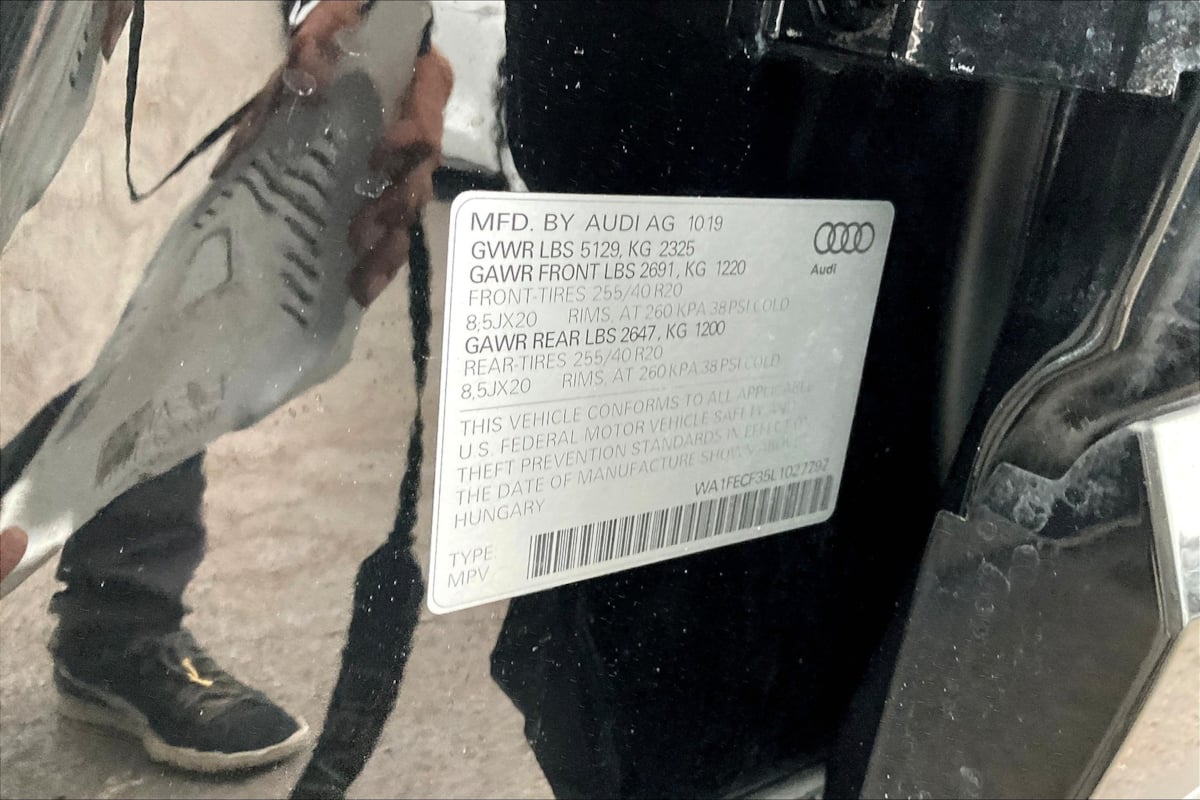 MFD. BY AUDI AG 1019
GVWR LBS 5129, KG 2325
GAWR FRONT LBS 2691, KG 1220
FRONT-TIRES 255/40 R20
8,5JX20 RIMS, AT 260 KPA 38 PSI COLD
GAWR REAR LBS 2647, KG 1200
REAR-TIRES 255/40 R20
8,5JX20 RIMS, AT 260 KPA 38 PSI COLD
Audi
THIS VEHICLE CONFORMS TO ALL APPLICABLE
U.S. FEDERAL MOTOR VEHICLE SAFETY AND
THEFT PREVENTION STANDARDS IN EFFECT ON
THE DATE OF MANUFACTURE SHOWN ABOVE
HUNGARY
WA1FECF35L1027292
TYPE:
MPV